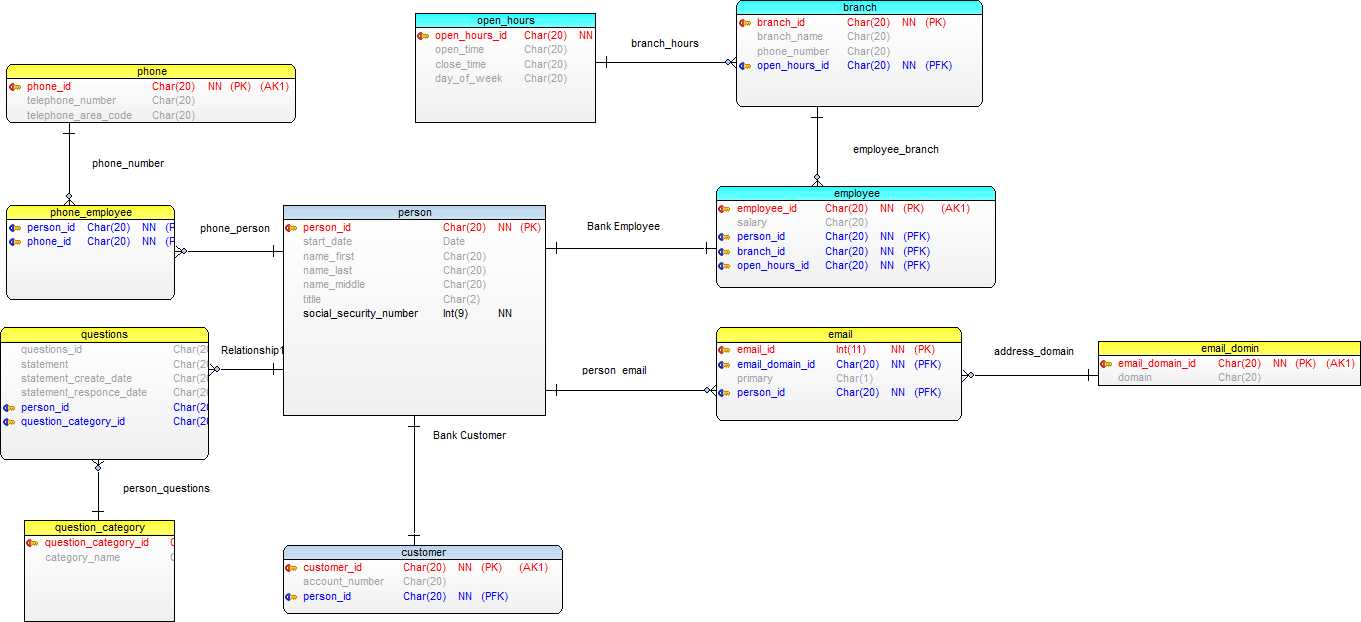 open_hours
open_hours_id Char(20) NN
open_time Char(20)
close_time Char(20)
day_of_week Char(20)
branch_hours
branch
branch_id Char(20) NN (PK)
branch_name Char(20)
phone_number Char(20)
open_hours_id Char(20) NN (PFK)
phone
phone_id Char(20) NN (PK) (AK1)
telephone_number Char(20)
telephone_area_code Char(20)
phone_number
employee_branch
phone_employee
person_id Char(20) NN (P
phone_id Char(20) NN (P
phone_person
person
person_id Char(20) NN (PK)
start_date Date
name_first Char(20)
name_last Char(20)
name_middle Char(20)
titlie Char(2)
social_security_number Int(9) NN
Bank Employee
employee
employee_id Char(20) NN (PK) (AK1)
salary Char(20)
person_id Char(20) NN (PFK)
branch_id Char(20) NN (PFK)
open_hours_id Char(20) NN (PFK)
questions
questions_id Char(20
statement Char(20
statement_create_date Char(20
statement_responce_date Char(20
person_id Char(20
question_category_id Char(20
Relationship1
person email
email
email_id Int(11) NN (PK)
email_domain_id Char(20) NN (PFK)
primary Char(1)
person_id Char(20) NN (PFK)
address_domain
email_domin
email_domain_id Char(20) NN (PK) (AK1)
domain Char(20)
Bank Customer
person_questions
question_category
question_category_id C
category_name C
customer
customer_id Char(20) NN (PK) (AK1)
account_number Char(20)
person_id Char(20) NN (PFK)